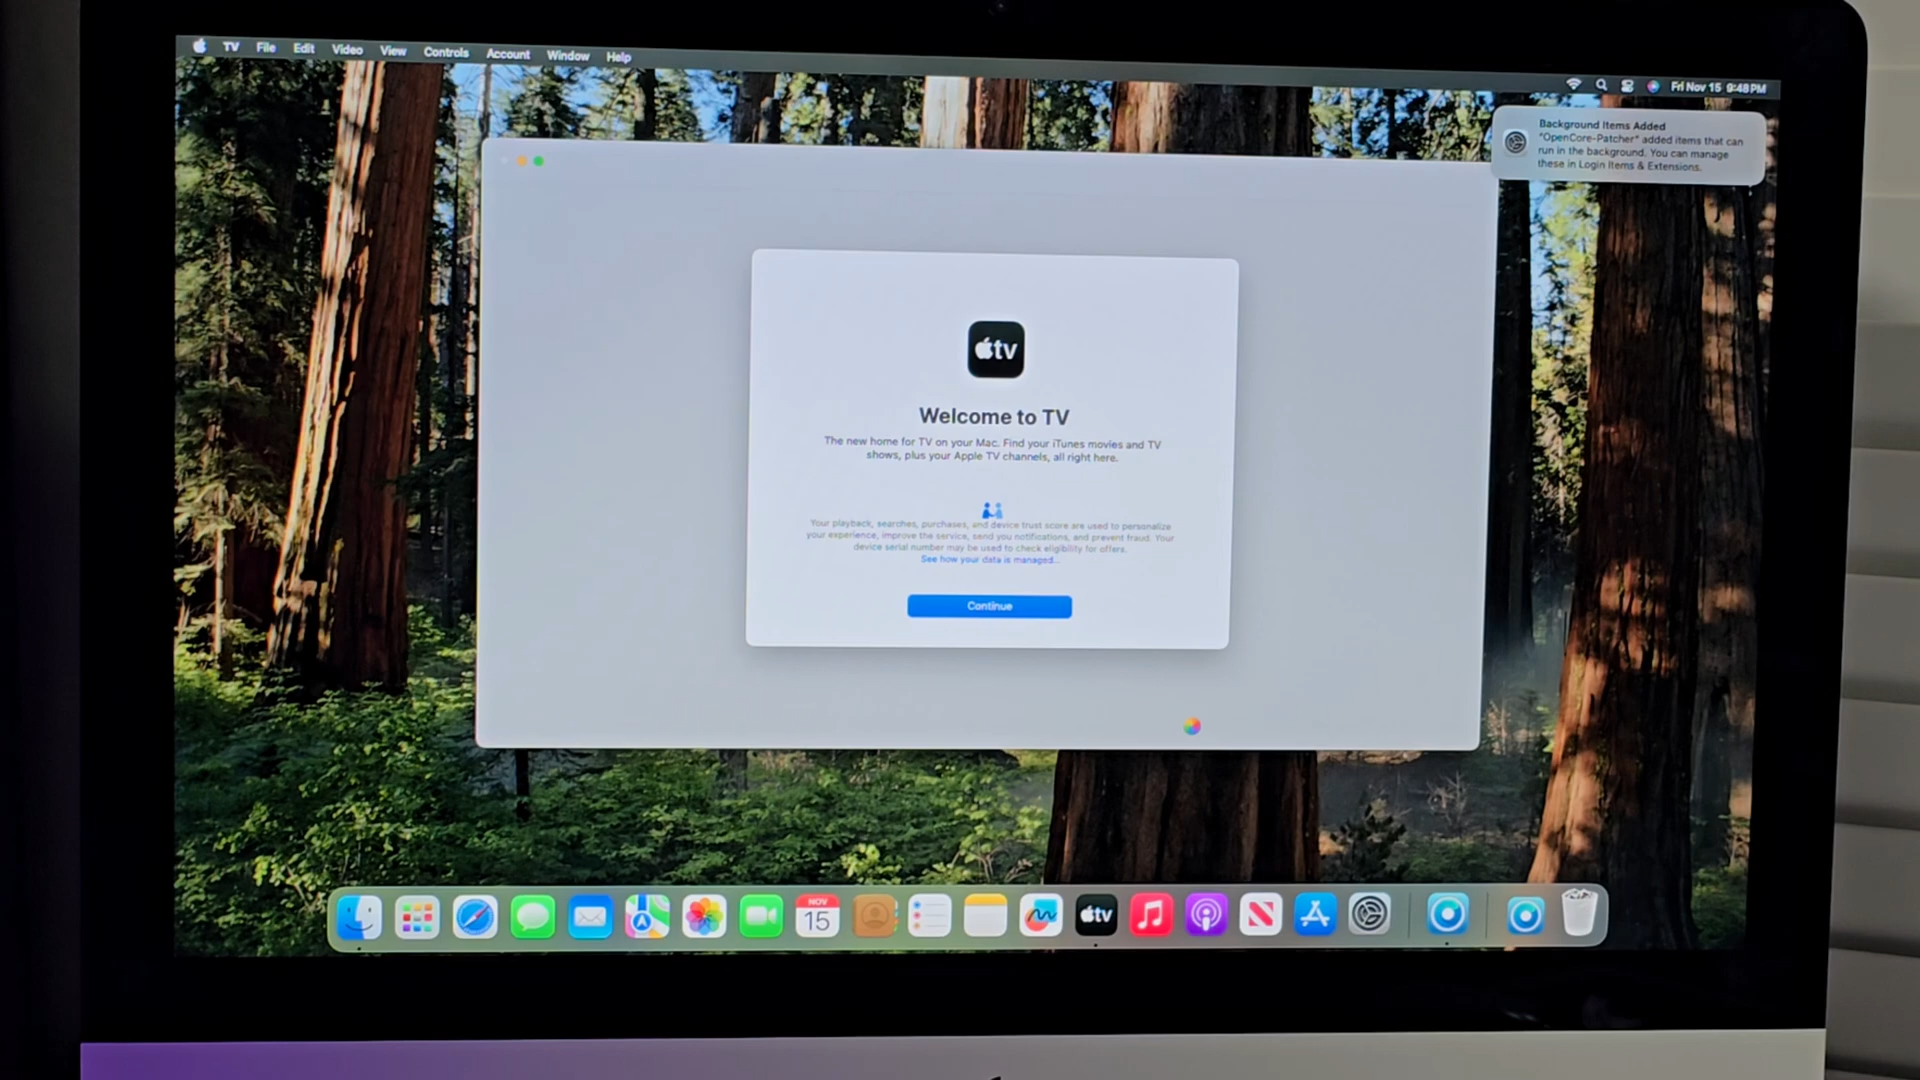 TV File Edit Video View Controls Account Window Help
Fri Nov 15 9:48 PM
Background Items Added
"OpenCore-Patcher" added items that can
run in the background. You can manage
these in Login Items & Extensions.
tv
Welcome to TV
The new home for TV on your Mac. Find your iTunes movies and TV
shows, plus your Apple TV channels, all right here.
Your playback, searches, purchases, and device trust score are used to personalize
your experience, improve the service, send you notifications, and prevent fraud. Your
device serial number may be used to check eligibility for offers.
See how your data is managed...
Continue
NOV
15
tv